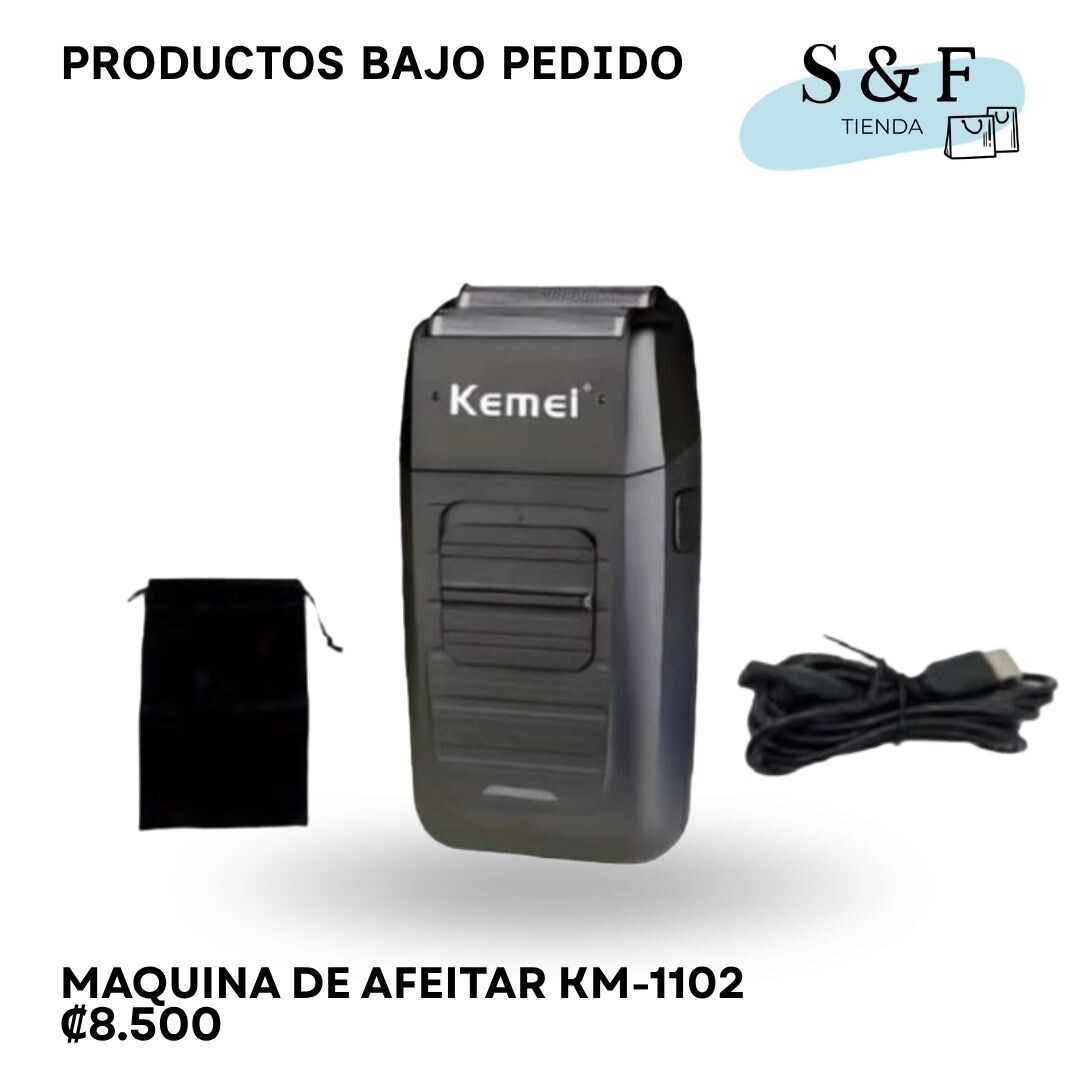 PRODUCTOS BAJO PEDIDO
S & F
TIENDA
Kemei
MAQUINA DE AFEITAR KM-1102
₡8.500